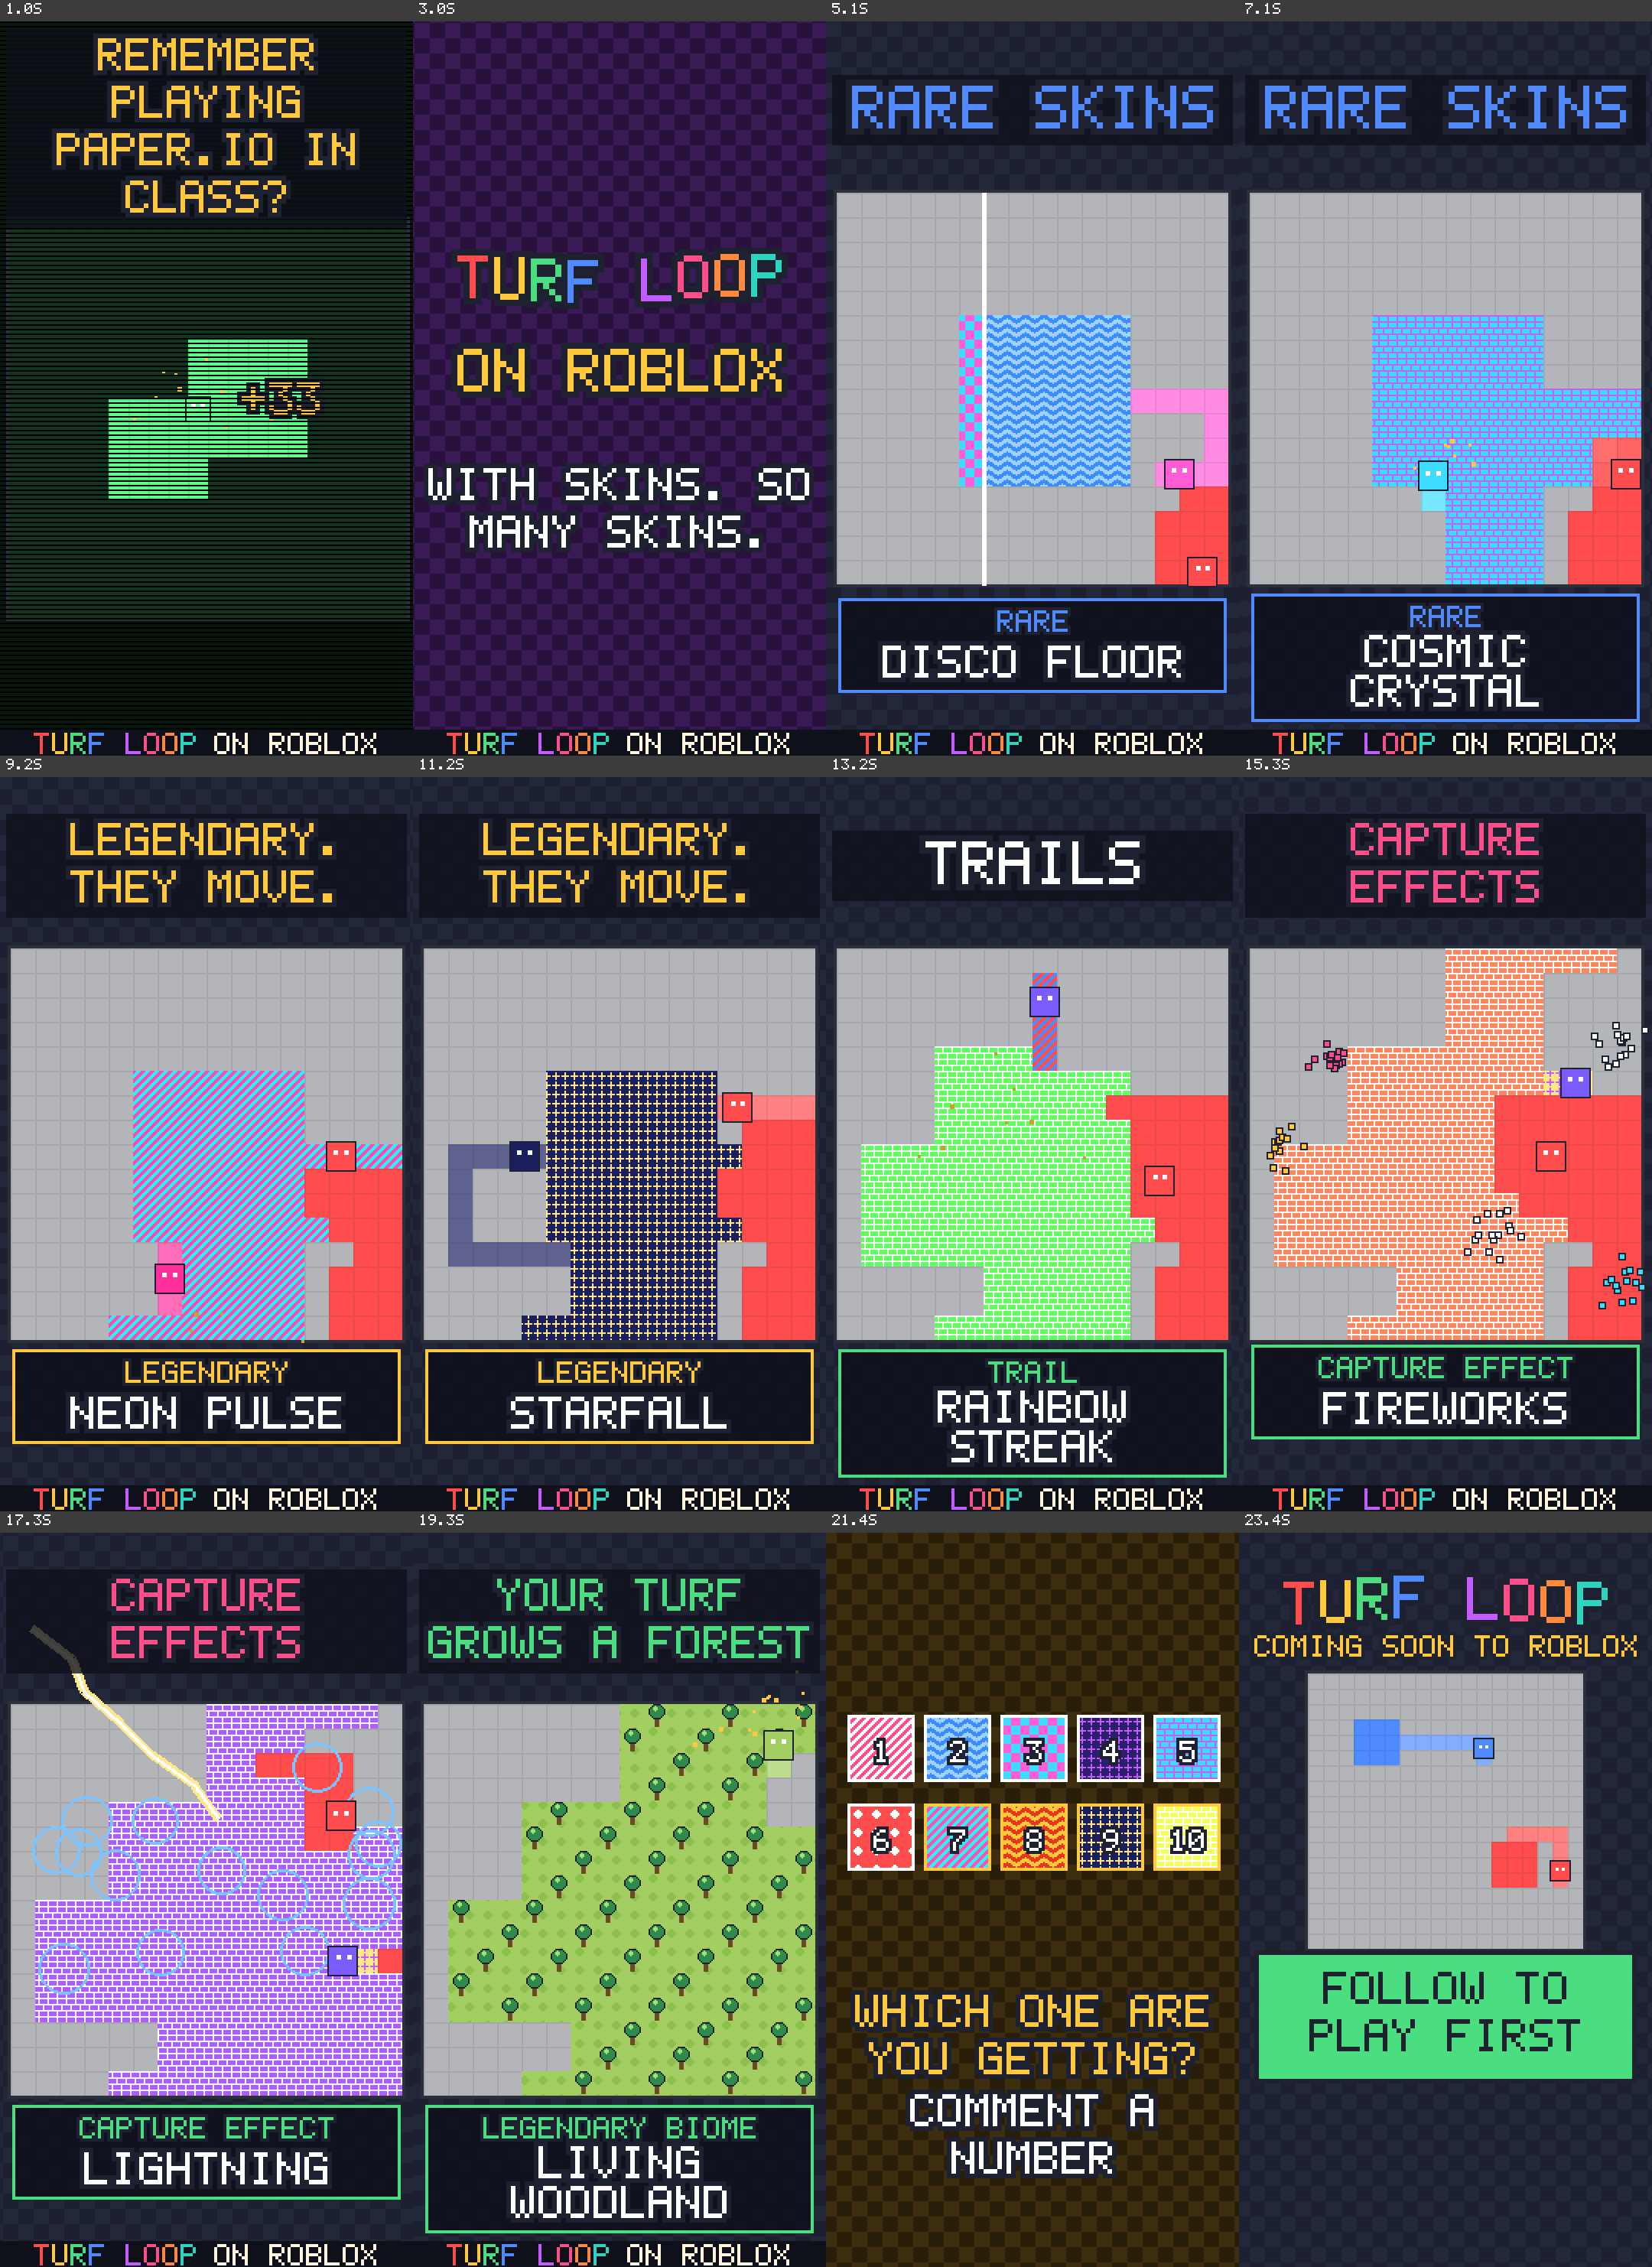 1.0S
REMEMBER
PLAYING
PAPER.IO IN
CLASS?
+33
TURF LOOP ON ROBLOX
3.0S
TURF LOOP
ON ROBLOX
WITH SKINS. SO
MANY SKINS.
TURF LOOP ON ROBLOX
5.1S
RARE SKINS
RARE
DISCO FLOOR
TURF LOOP ON ROBLOX
7.1S
RARE SKINS
RARE
COSMIC
CRYSTAL
TURF LOOP ON ROBLOX
9.2S
LEGENDARY.
THEY MOVE.
LEGENDARY
NEON PULSE
TURF LOOP ON ROBLOX
11.2S
LEGENDARY.
THEY MOVE.
LEGENDARY
STARFALL
TURF LOOP ON ROBLOX
13.2S
TRAILS
TRAIL
RAINBOW
STREAK
TURF LOOP ON ROBLOX
15.3S
CAPTURE
EFFECTS
CAPTURE EFFECT
FIREWORKS
TURF LOOP ON ROBLOX
17.3S
CAPTURE
EFFECTS
CAPTURE EFFECT
LIGHTNING
TURF LOOP ON ROBLOX
19.3S
YOUR TURF
GROWS A FOREST
LEGENDARY BIOME
LIVING
WOODLAND
TURF LOOP ON ROBLOX
21.4S
1 2 3 4 5
6 7 8 9 10
WHICH ONE ARE
YOU GETTING?
COMMENT A
NUMBER
23.4S
TURF LOOP
COMING SOON TO ROBLOX
FOLLOW TO
PLAY FIRST